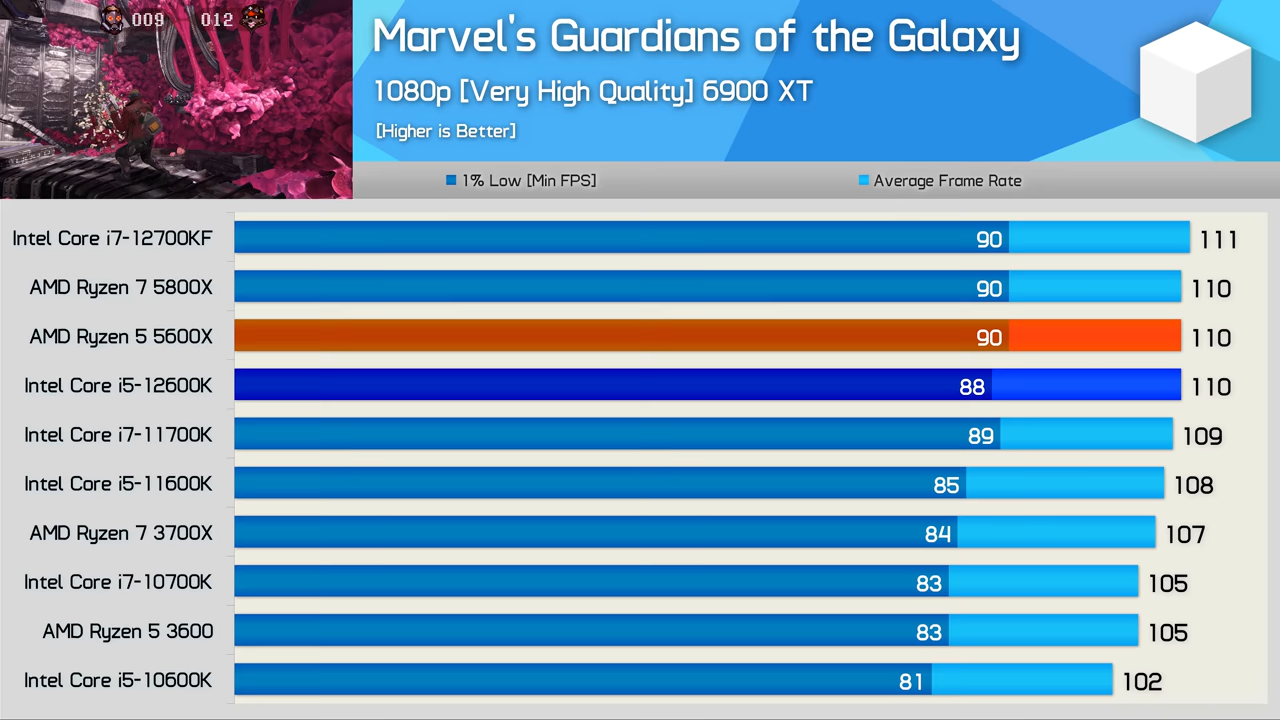 009 012
Marvel's Guardians of the Galaxy
1080p [Very High Quality] 6900 XT
[Higher is Better]
1% Low [Min FPS] Average Frame Rate
Intel Core i7-12700KF 90 111
AMD Ryzen 7 5800X 90 110
AMD Ryzen 5 5600X 90 110
Intel Core i5-12600K 88 110
Intel Core i7-11700K 89 109
Intel Core i5-11600K 85 108
AMD Ryzen 7 3700X 84 107
Intel Core i7-10700K 83 105
AMD Ryzen 5 3600 83 105
Intel Core i5-10600K 81 102